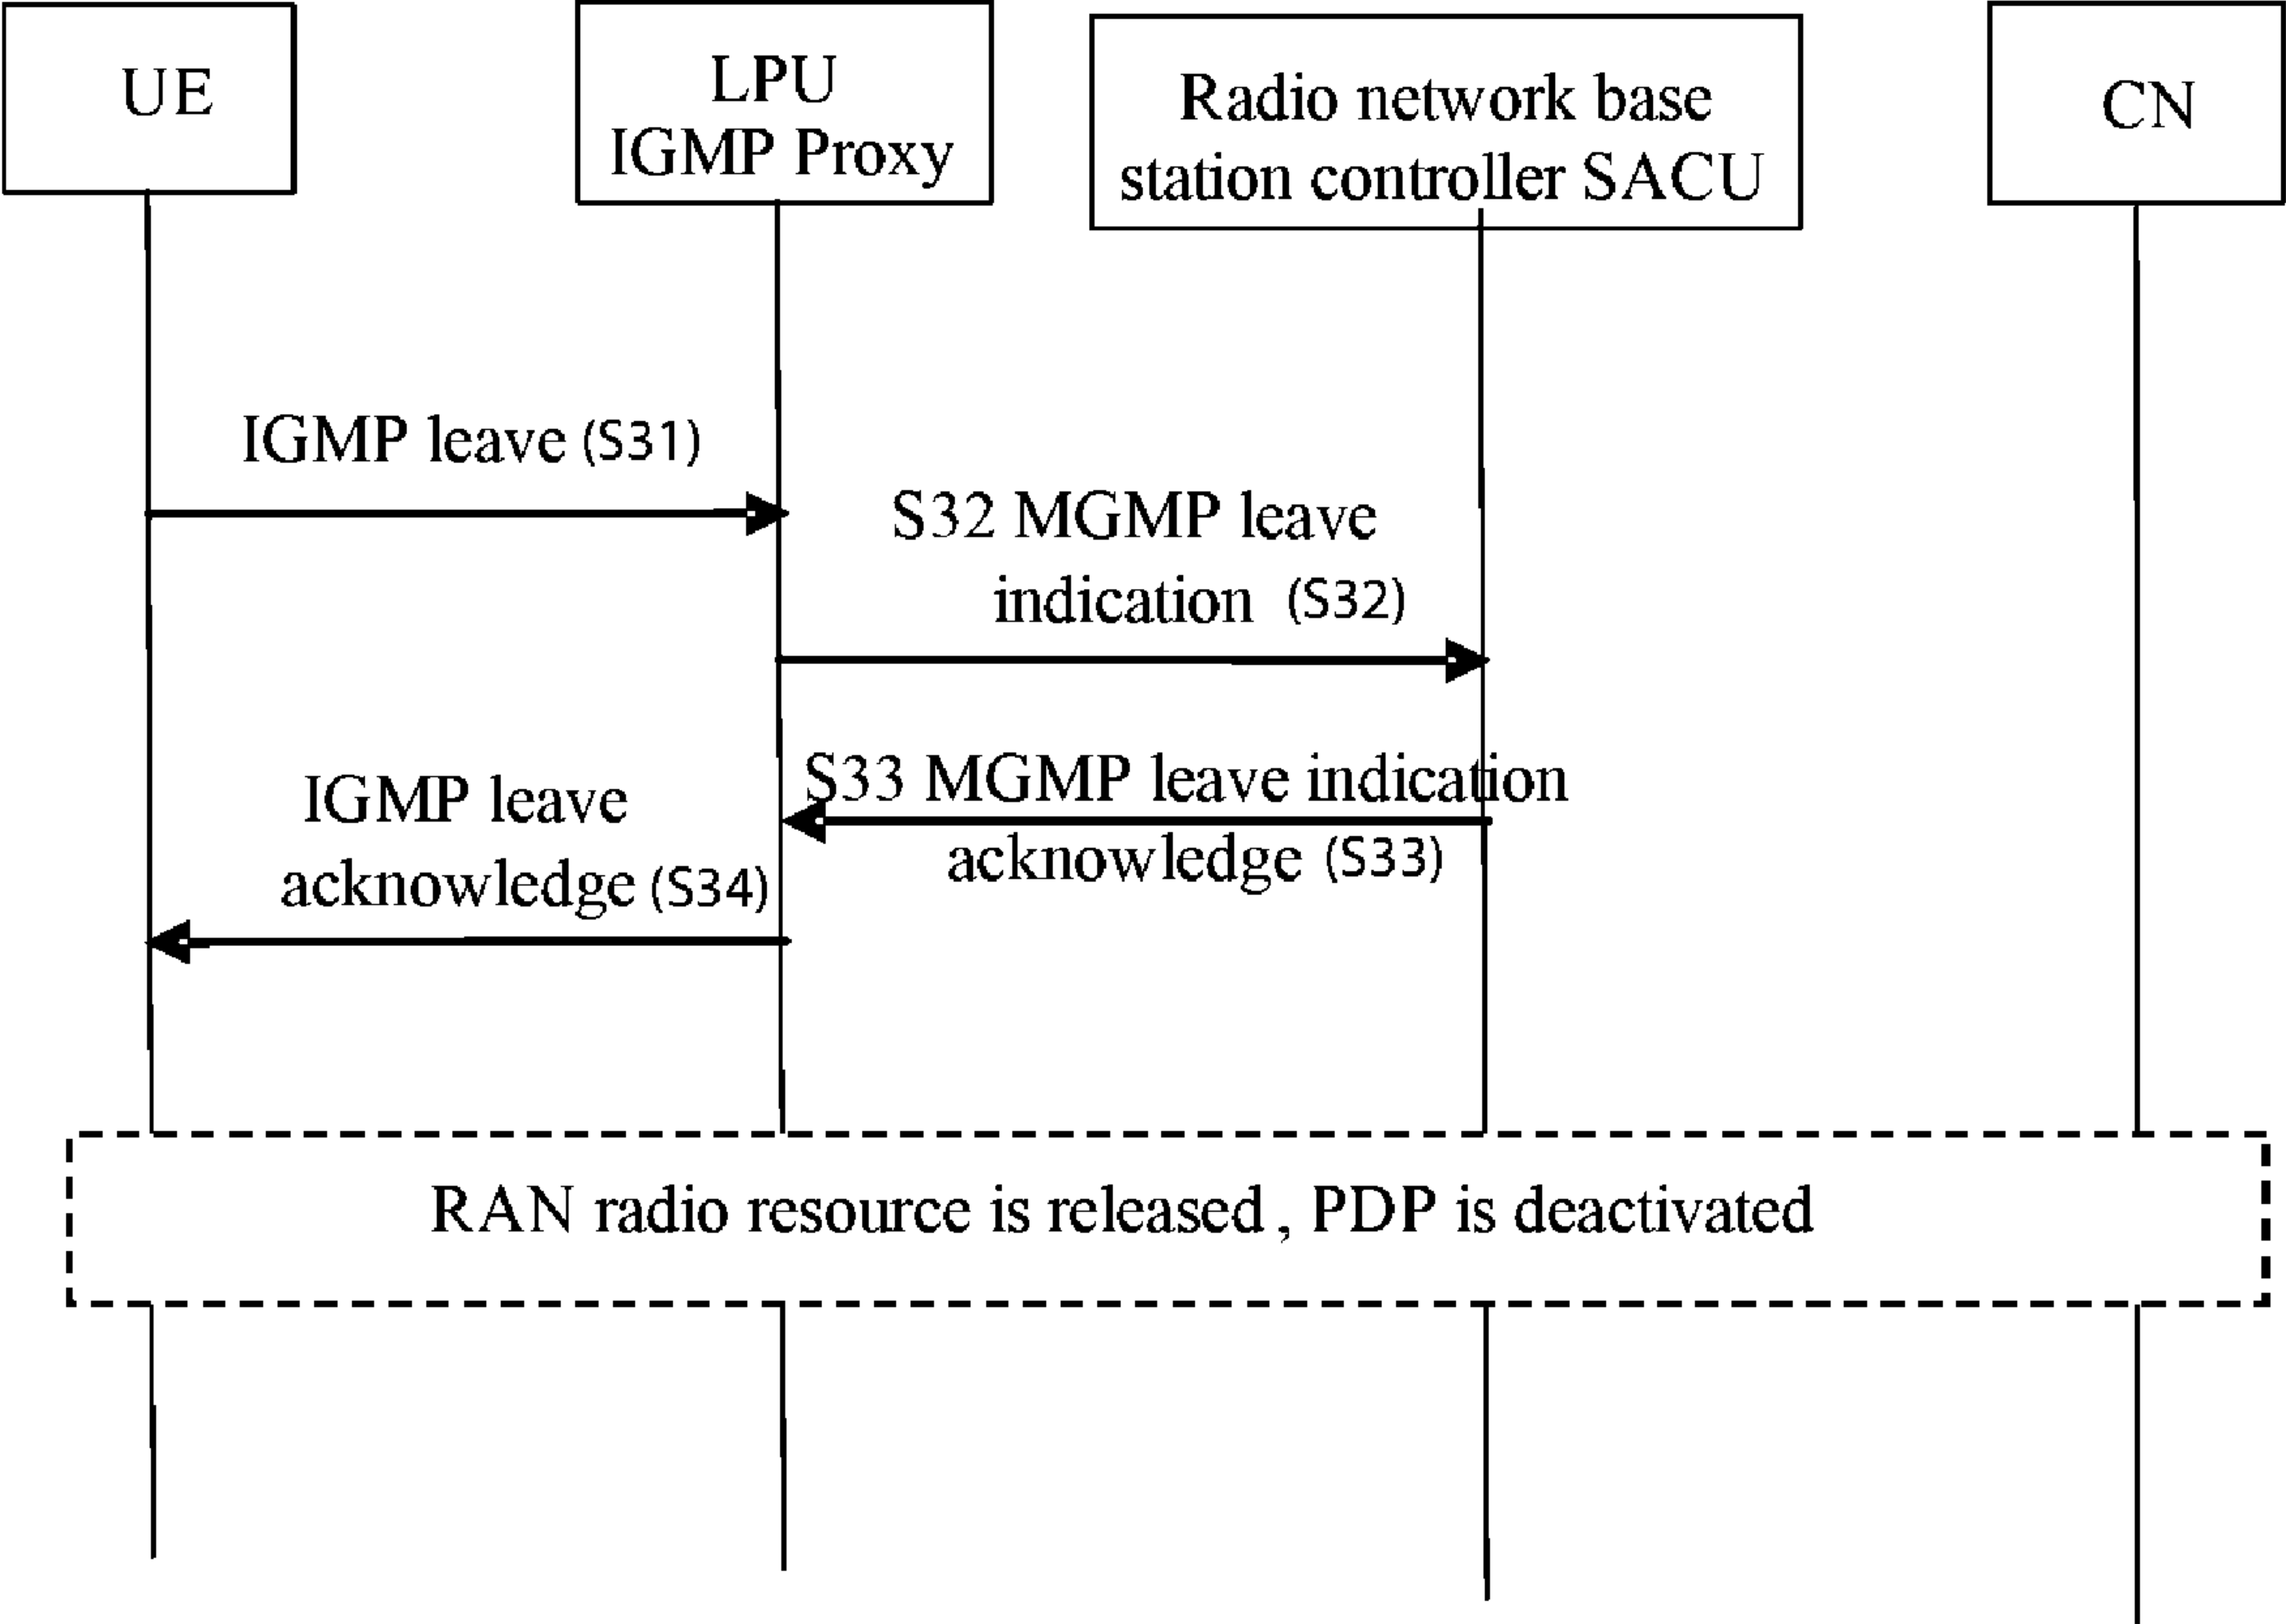 UE
LPU
IGMP Proxy
Radio network base
station controller SACU
CN
IGMP leave (S31)
S32 MGMP leave
indication (S32)
S33 MGMP leave indication
acknowledge (S33)
IGMP leave
acknowledge (S34)
RAN radio resource is released, PDP is deactivated